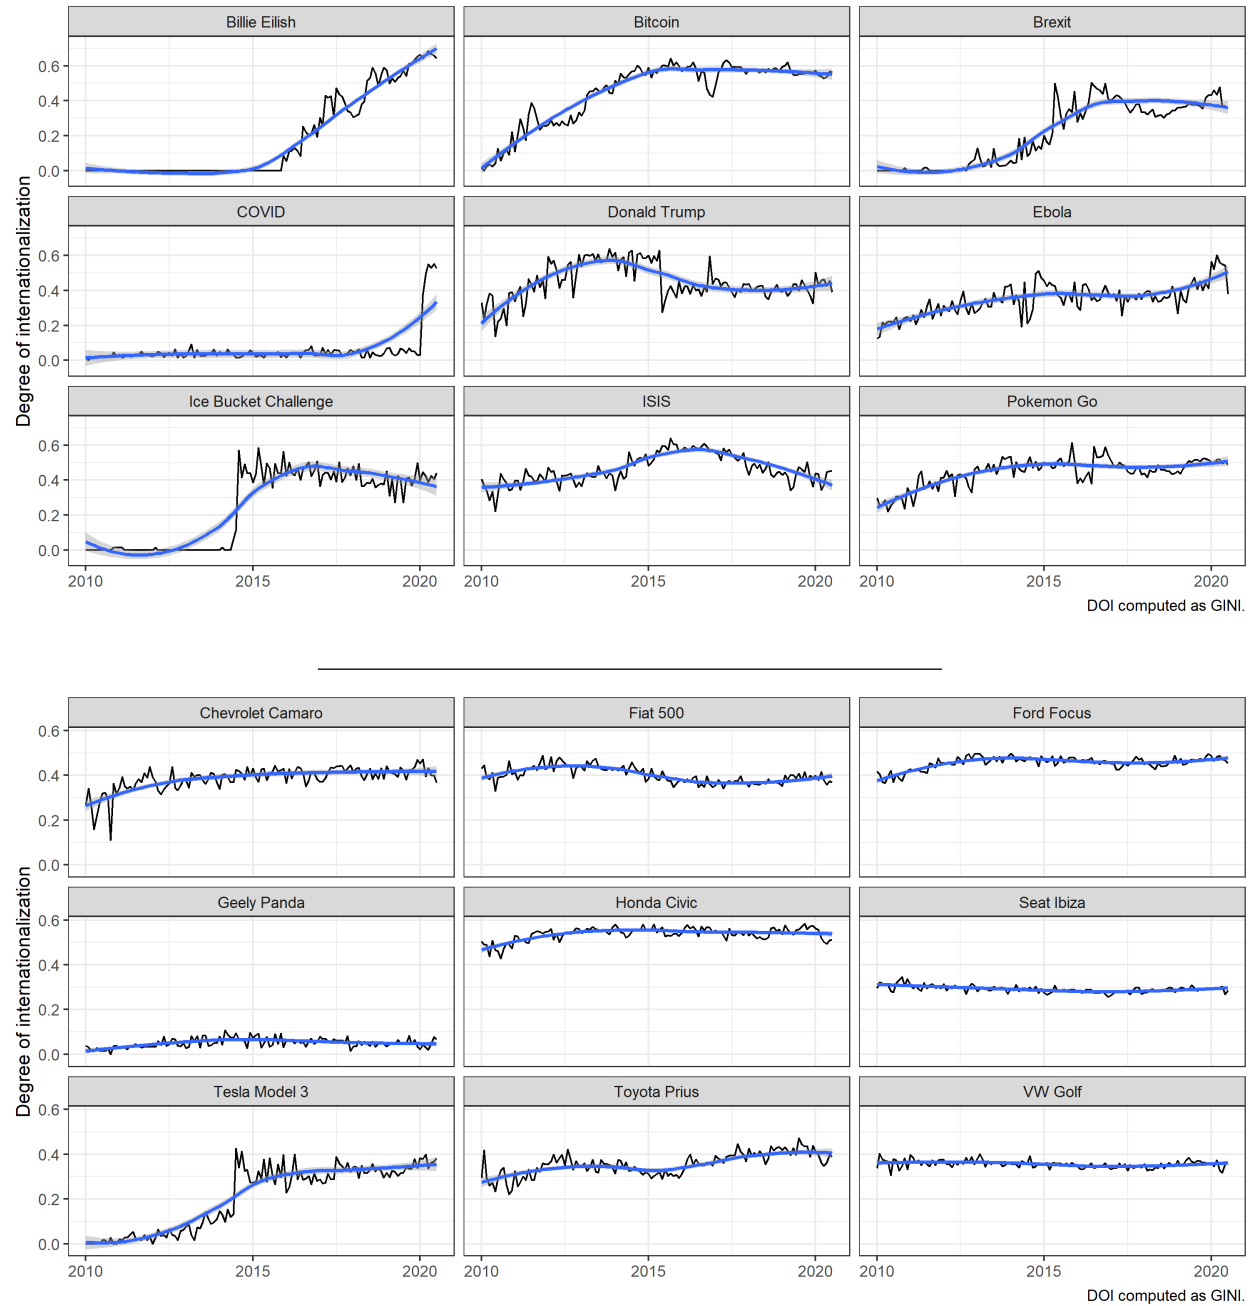 Billie Eilish Bitcoin Brexit
0.6
0.4
0.2
0.0
COVID Donald Trump Ebola
Degree of internationalization
0.6
0.4
0.2
0.0
Ice Bucket Challenge ISIS Pokemon Go
0.6
0.4
0.2
0.0
2010 2015 2020 2010 2015 2020 2010 2015 2020
DOI computed as GINI.
Chevrolet Camaro Fiat 500 Ford Focus
0.6
0.4
0.2
0.0
Geely Panda Honda Civic Seat Ibiza
Degree of internationalization
0.6
0.4
0.2
0.0
Tesla Model 3 Toyota Prius VW Golf
0.6
0.4
0.2
0.0
2010 2015 2020 2010 2015 2020 2010 2015 2020
DOI computed as GINI.